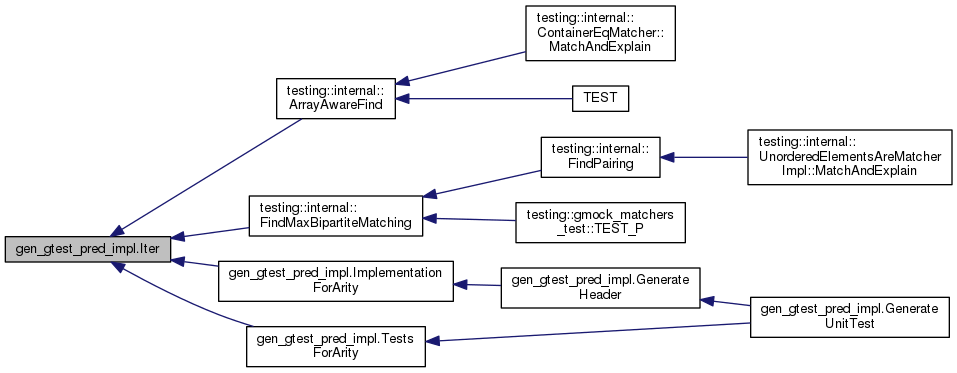 testing::internal::
ContainerEqMatcher::
MatchAndExplain
testing::internal::
ArrayAwareFind
TEST
testing::internal::
FindPairing
testing::internal::
UnorderedElementsAreMatcher
Impl::MatchAndExplain
testing::internal::
FindMaxBipartiteMatching
testing::gmock_matchers
_test::TEST_P
gen_gtest_pred_impl.Iter
gen_gtest_pred_impl.Implementation
ForArity
gen_gtest_pred_impl.Generate
Header
gen_gtest_pred_impl.Generate
UnitTest
gen_gtest_pred_impl.Tests
ForArity